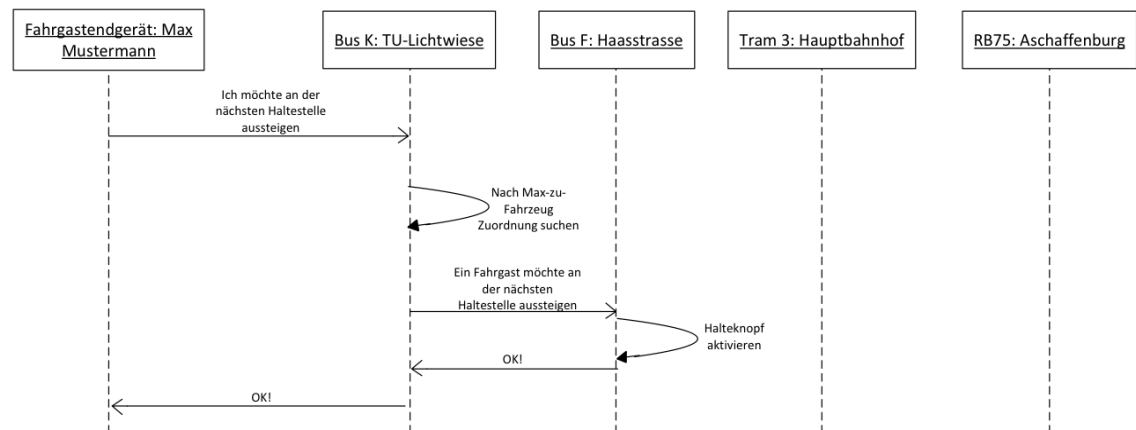 Fahrgastendgerät: Max
Mustermann
Bus K: TU-Lichtwiese
Bus F: Haasstrasse
Tram 3: Hauptbahnhof
RB75: Aschaffenburg
Ich möchte an der
nächsten Haltestelle
aussteigen
Nach Max-zu-
Fahrzeug
Zuordnung suchen
Ein Fahrgast möchte an
der nächsten
Haltestelle aussteigen
Halteknopf
aktivieren
OK!
OK!